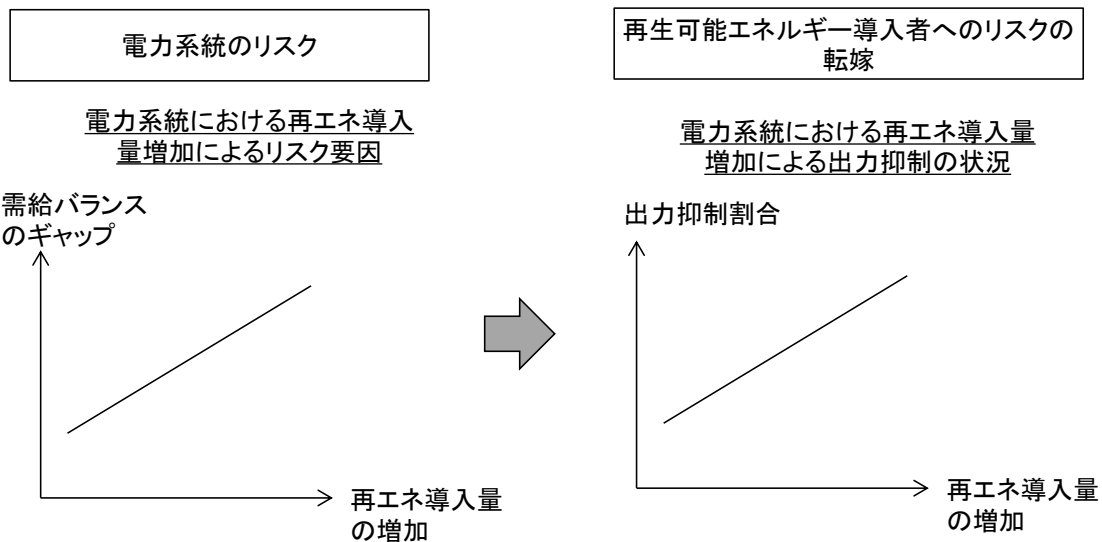 電力系統のリスク
電力系統における再エネ導入
量増加によるリスク要因
需給バランス
のギャップ
再エネ導入量
の増加
再生可能エネルギー導入者へのリスクの
転嫁
電力系統における再エネ導入量
増加による出力抑制の状況
出力抑制割合
再エネ導入量
の増加